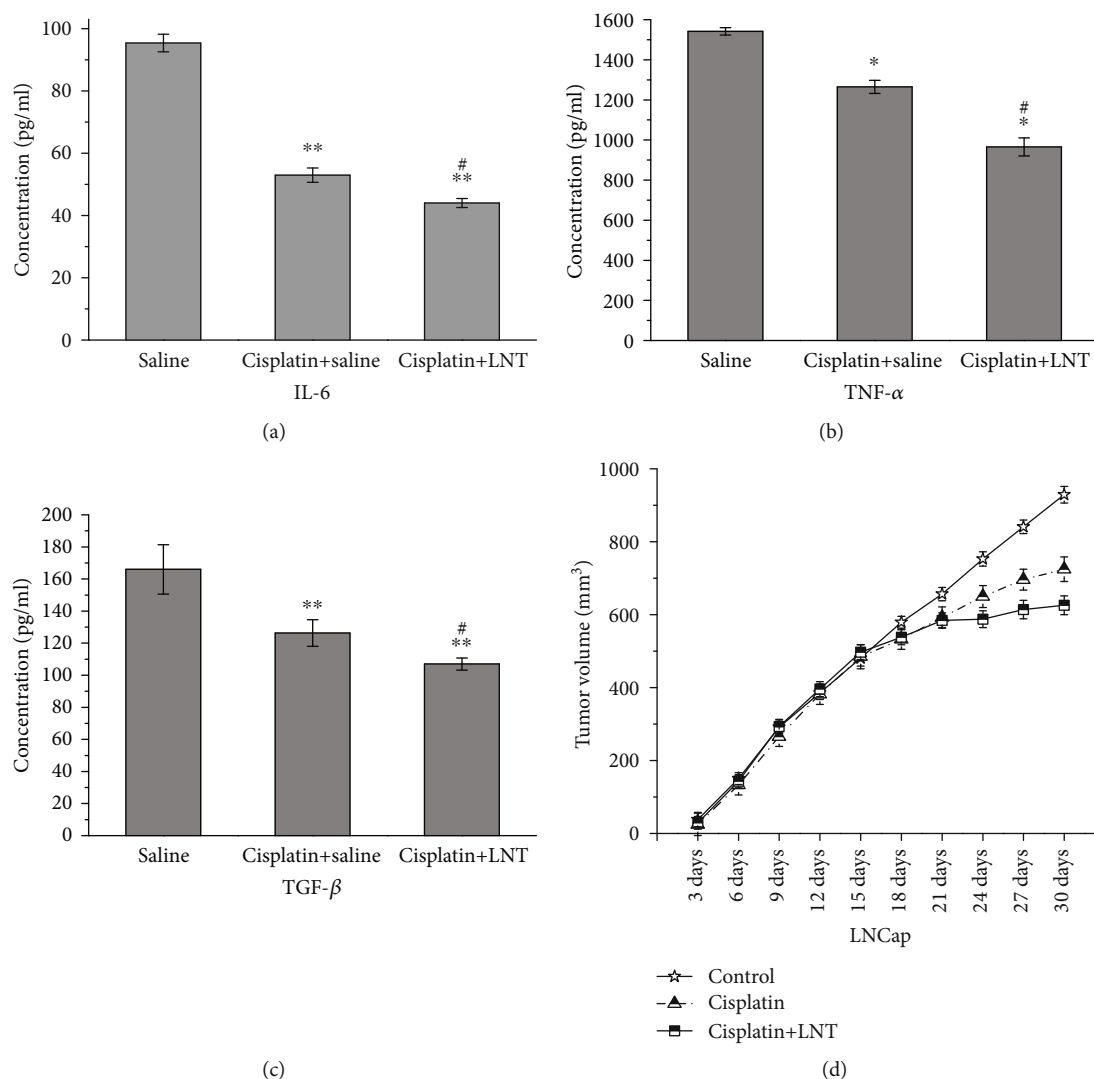 100
80
60
40
20
0
Concentration (pg/ml)
**
#
**
Saline
Cisplatin+saline
Cisplatin+LNT
IL-6
(a)
1600
1400
1200
1000
800
600
400
200
0
Concentration (pg/ml)
*
#
*
Saline
Cisplatin+saline
Cisplatin+LNT
TNF-α
(b)
200
180
160
140
120
100
80
60
40
20
0
Concentration (pg/ml)
**
#
**
Saline
Cisplatin+saline
Cisplatin+LNT
TGF-β
(c)
1000
800
600
400
200
0
Tumor volume (mm³)
3 days
6 days
9 days
12 days
15 days
18 days
21 days
24 days
27 days
30 days
LNCap
Control
Cisplatin
Cisplatin+LNT
(d)